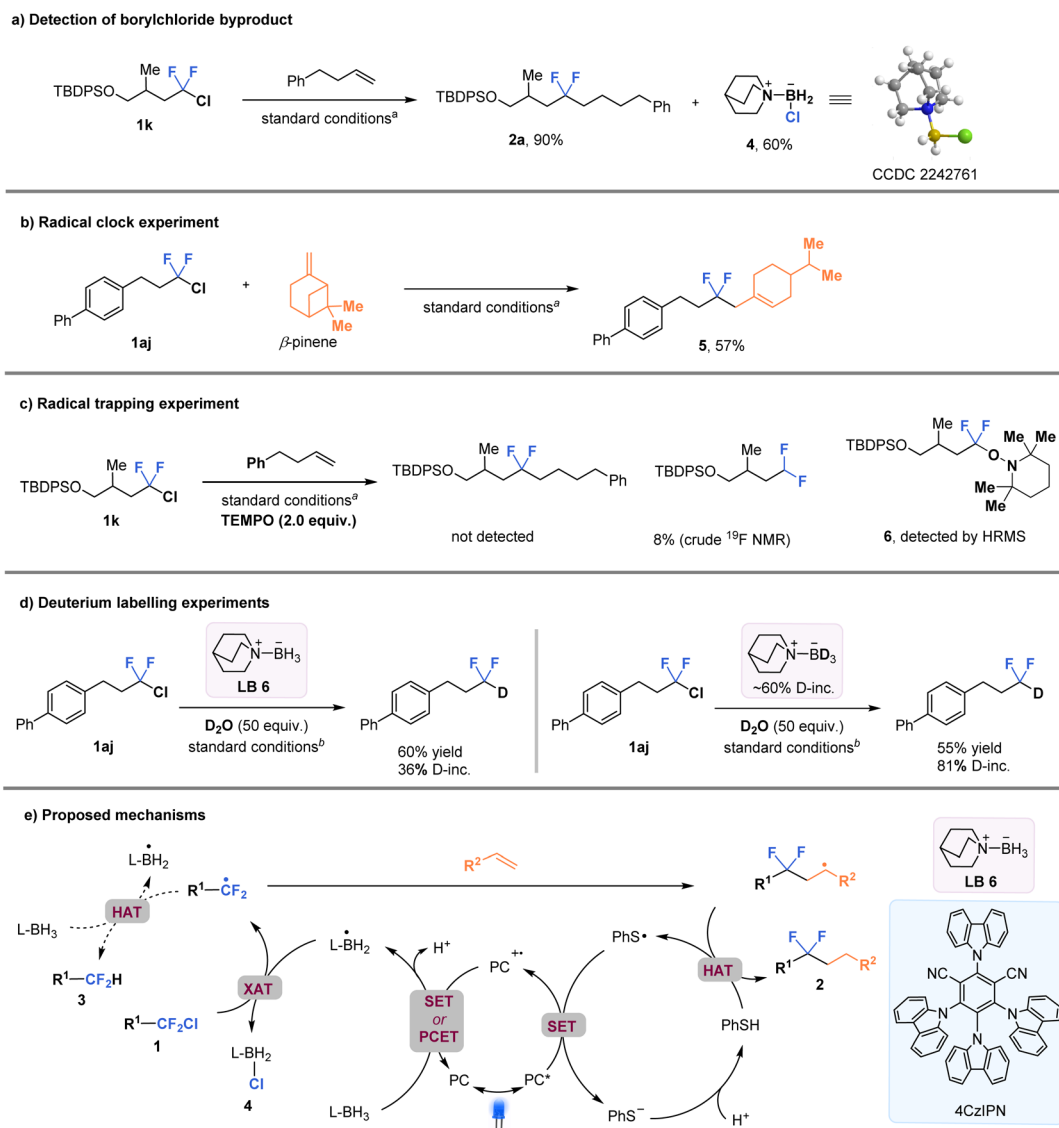 a) Detection of borylchloride byproduct
TBDPSO
Me
F F
Cl
1k
Ph
standard conditionsa
TBDPSO
Me
F F
Ph
2a, 90%
+
N+
BH2−
Cl
4, 60%
CCDC 2242761
b) Radical clock experiment
Ph
F F
Cl
1aj
+
Me
Me
β-pinene
standard conditionsa
Ph
F F
Me
Me
5, 57%
c) Radical trapping experiment
TBDPSO
Me
F F
Cl
1k
Ph
standard conditionsa
TEMPO (2.0 equiv.)
TBDPSO
Me
F F
Ph
not detected
TBDPSO
Me
F
F
8% (crude 19F NMR)
TBDPSO
Me
F F
O
N
Me
Me
Me
Me
6, detected by HRMS
d) Deuterium labelling experiments
Ph
F F
Cl
1aj
N+
BH3−
LB 6
D2O (50 equiv.)
standard conditionsb
Ph
F F
D
60% yield
36% D-inc.
Ph
F F
Cl
1aj
N+
BD3−
~60% D-inc.
D2O (50 equiv.)
standard conditionsb
Ph
F F
D
55% yield
81% D-inc.
e) Proposed mechanisms
L-BH2•
R1 CF2•
HAT
L-BH3
R1 CF2H
3
XAT
R1 CF2Cl
1
L-BH2
Cl
4
L-BH2•
H+
SET
or
PCET
L-BH3
PC+•
PC
PC*
SET
R2
PhS•
PhS−
H+
PhSH
HAT
R1
F F
R2
R1
F F
R2
2
N+
BH3−
LB 6
N
NC
CN
N
N
N
4CzIPN